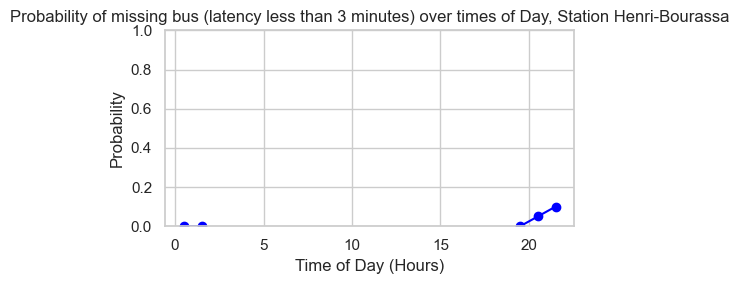 Probability of missing bus (latency less than 3 minutes) over times of Day, Station Henri-Bourassa
1.0
0.8
0.6
0.4
0.2
0.0
Probability
0 5 10 15 20
Time of Day (Hours)